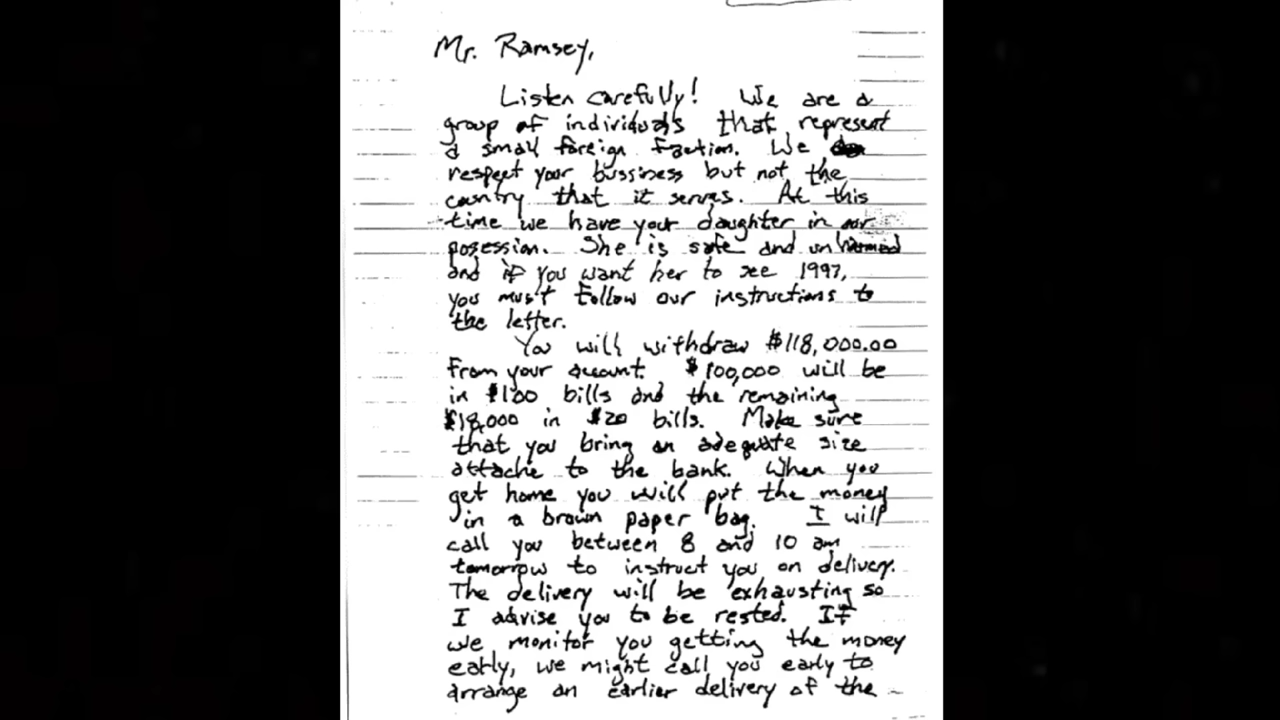 Mr. Ramsey,
Listen carefully! We are a
group of individuals that represent
a small foreign faction. We
respect your bussiness but not the
country that it serves. At this
time we have your daughter in our
posession. She is safe and unharmed
and if you want her to see 1997,
you must follow our instructions to
the letter.
You will withdraw $118,000.00
from your account. $100,000 will be
in $100 bills and the remaining
$18,000 in $20 bills. Make sure
that you bring an adequate size
attache to the bank. When you
get home you will put the money
in a brown paper bag. I will
call you between 8 and 10 am
tomorrow to instruct you on delivery.
The delivery will be exhausting so
I advise you to be rested. If
we monitor you getting the money
early, we might call you early to
arrange an earlier delivery of the